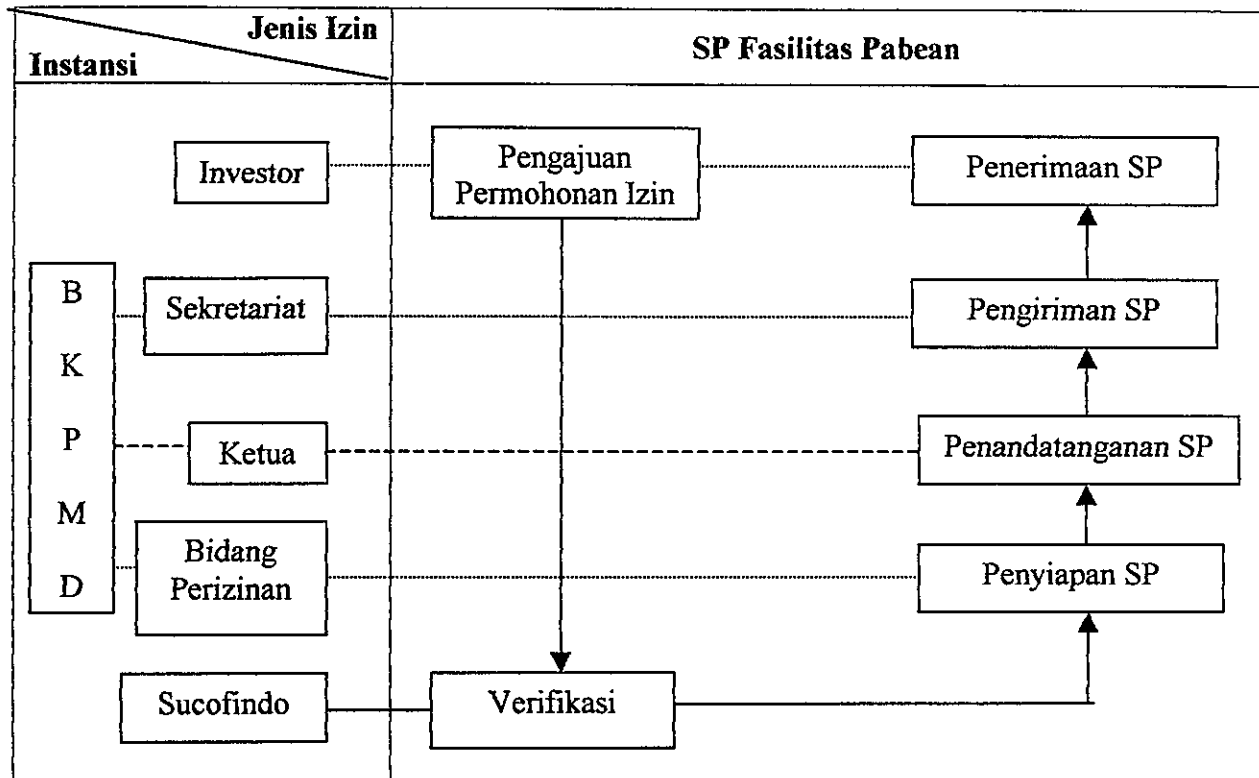 Jenis Izin
Instansi
SP Fasilitas Pabean
Investor
Pengajuan
Permohonan Izin
Penerimaan SP
B
K
P
M
D
Sekretariat
Pengiriman SP
Ketua
Penandatanganan SP
Bidang
Perizinan
Penyiapan SP
Sucofindo
Verifikasi